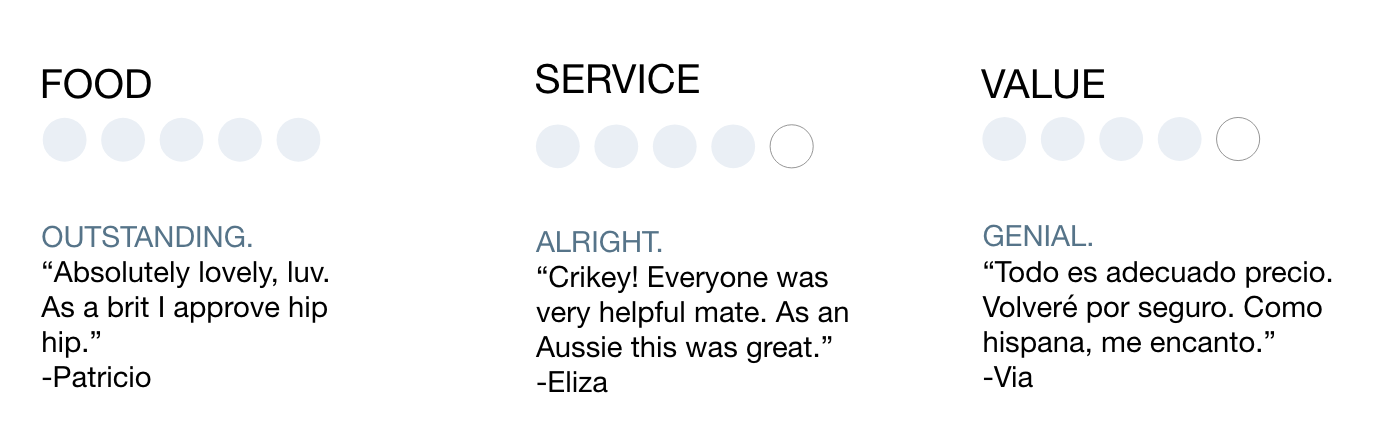 FOOD
OUTSTANDING.
“Absolutely lovely, luv.
As a brit I approve hip
hip.”
-Patricio
SERVICE
ALRIGHT.
“Crikey! Everyone was
very helpful mate. As an
Aussie this was great.”
-Eliza
VALUE
GENIAL.
“Todo es adecuado precio.
Volveré por seguro. Como
hispana, me encanto.”
-Via